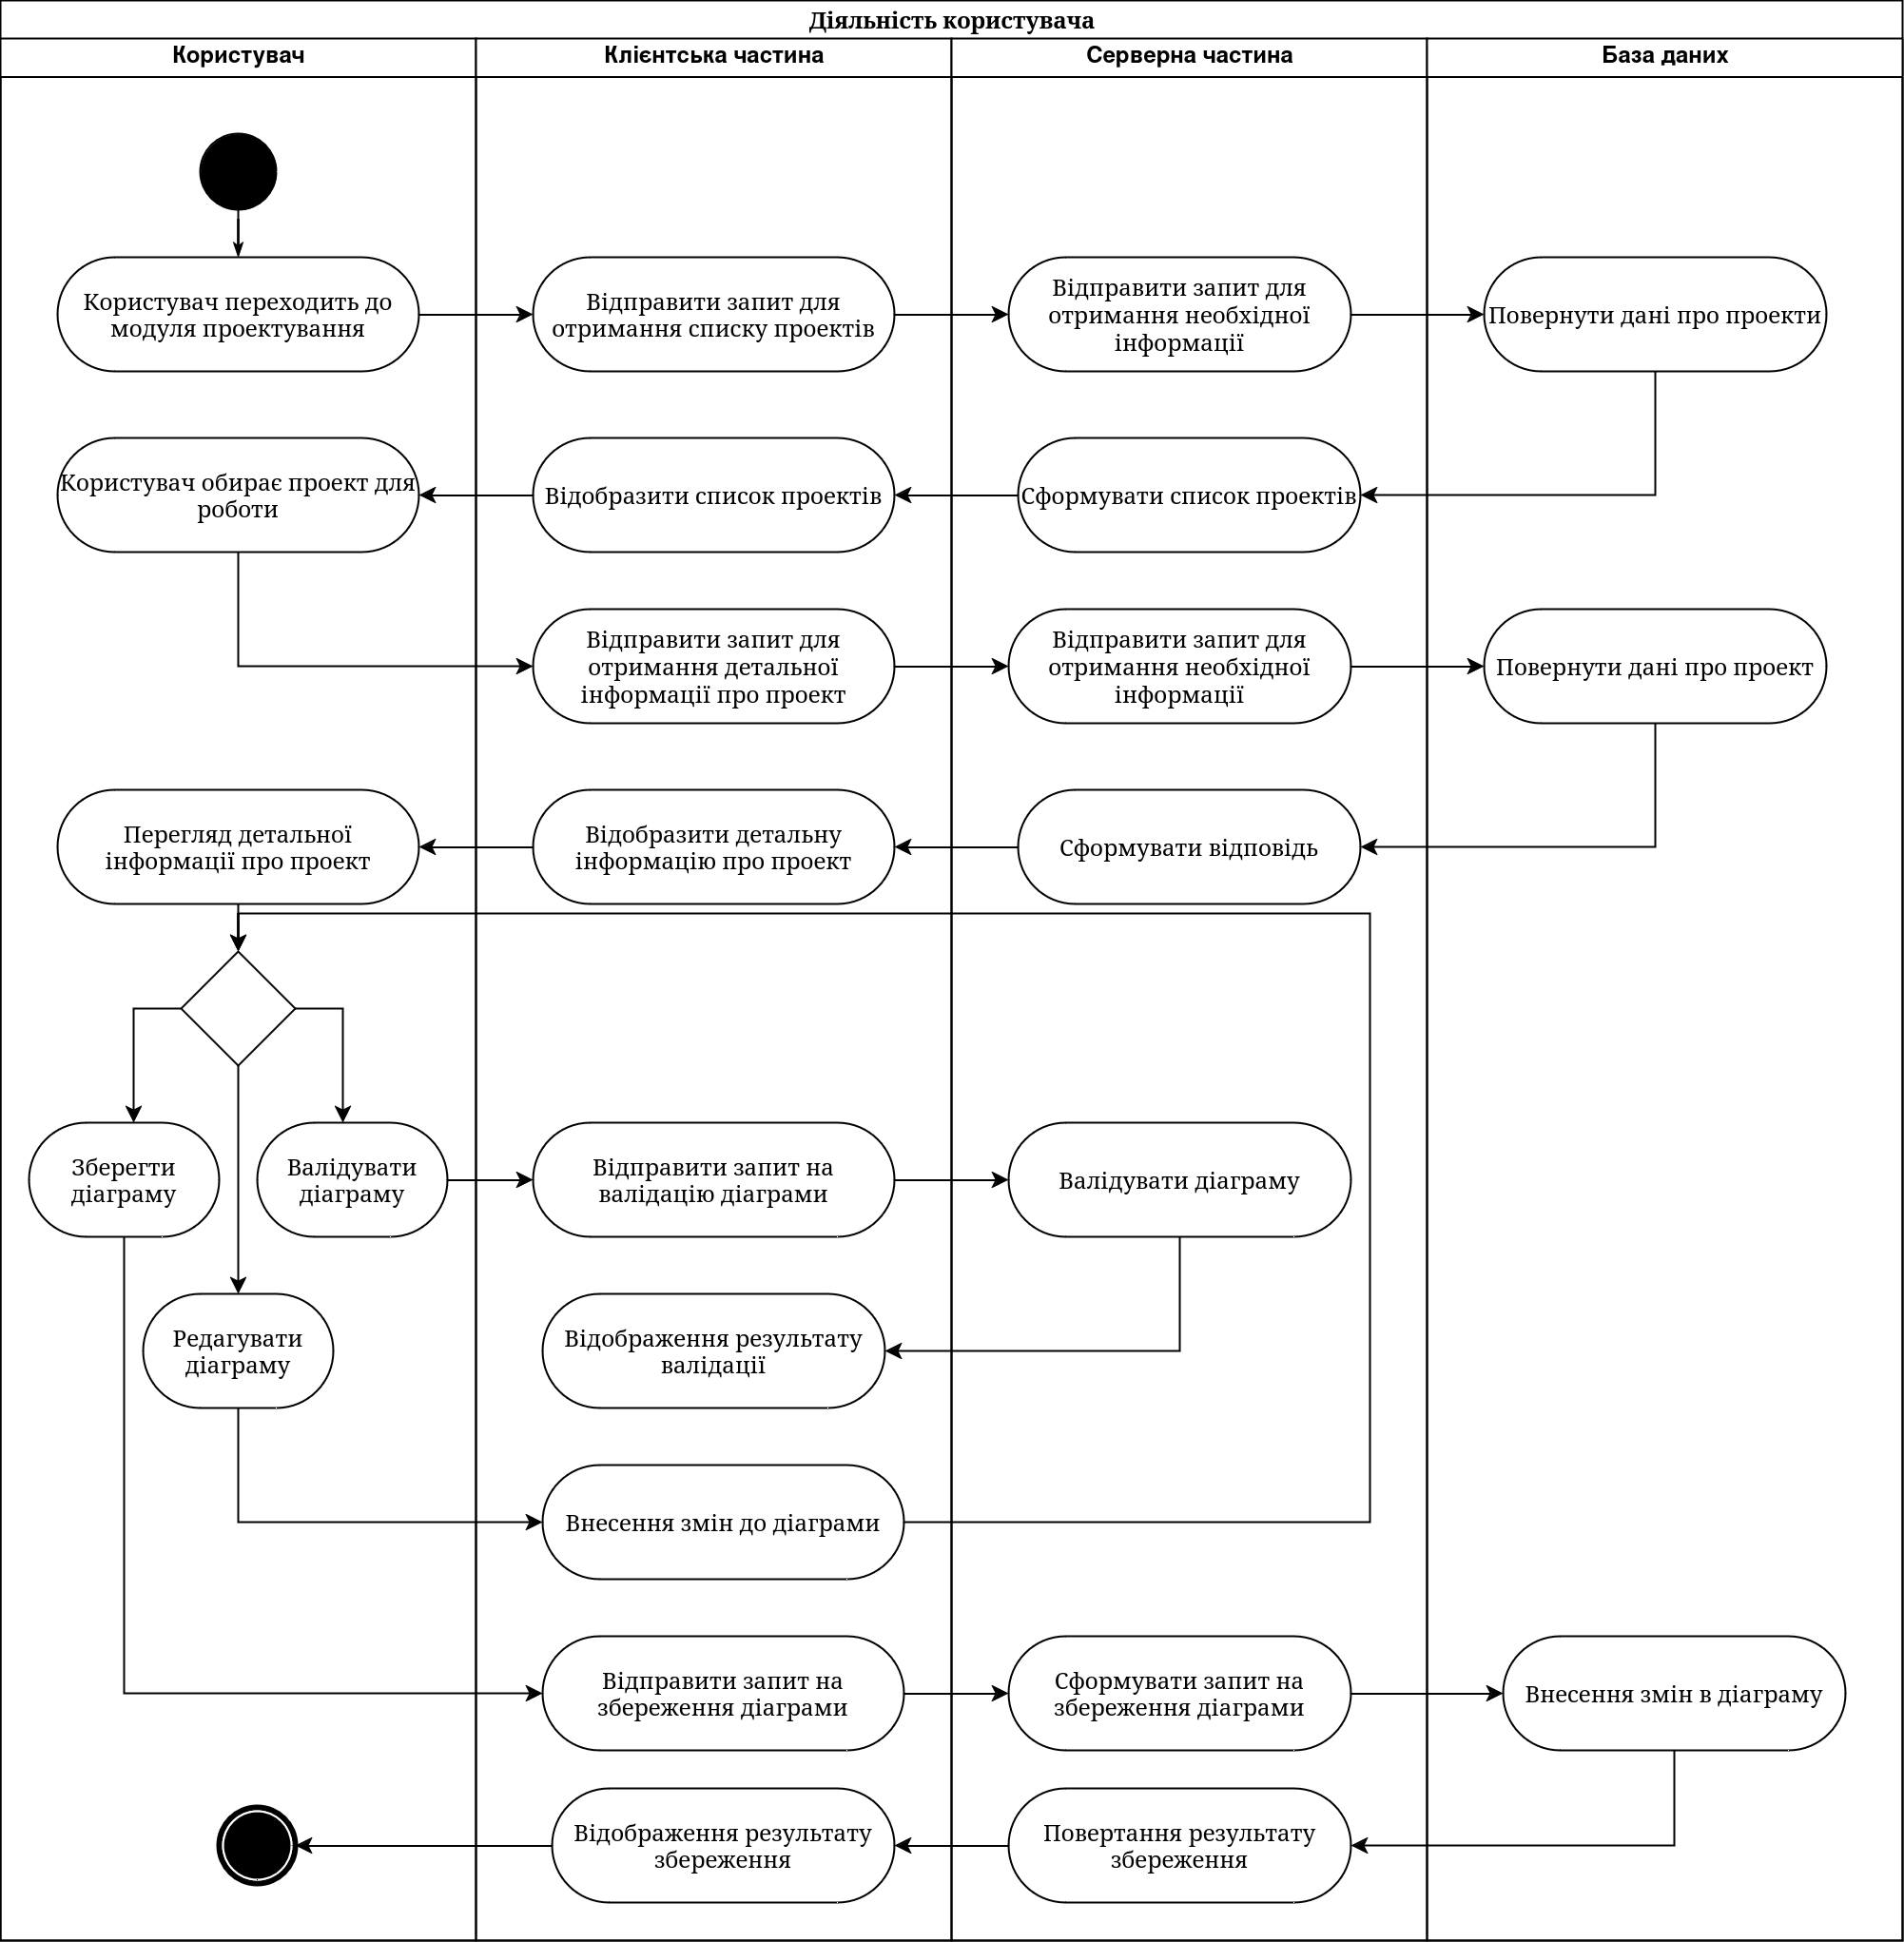 Діяльність користувача
Користувач
Клієнтська частина
Серверна частина
База даних
Користувач переходить до
модуля проектування
Відправити запит для
отримання списку проектів
Відправити запит для
отримання необхідної
інформації
Повернути дані про проекти
Користувач обирає проект для
роботи
Відобразити список проектів
Сформувати список проектів
Відправити запит для
отримання детальної
інформації про проект
Відправити запит для
отримання необхідної
інформації
Повернути дані про проект
Перегляд детальної
інформації про проект
Відобразити детальну
інформацію про проект
Сформувати відповідь
Зберегти
діаграму
Валідувати
діаграму
Відправити запит на
валідацію діаграми
Валідувати діаграму
Редагувати
діаграму
Відображення результату
валідації
Внесення змін до діаграми
Відправити запит на
збереження діаграми
Сформувати запит на
збереження діаграми
Внесення змін в діаграму
Відображення результату
збереження
Повертання результату
збереження